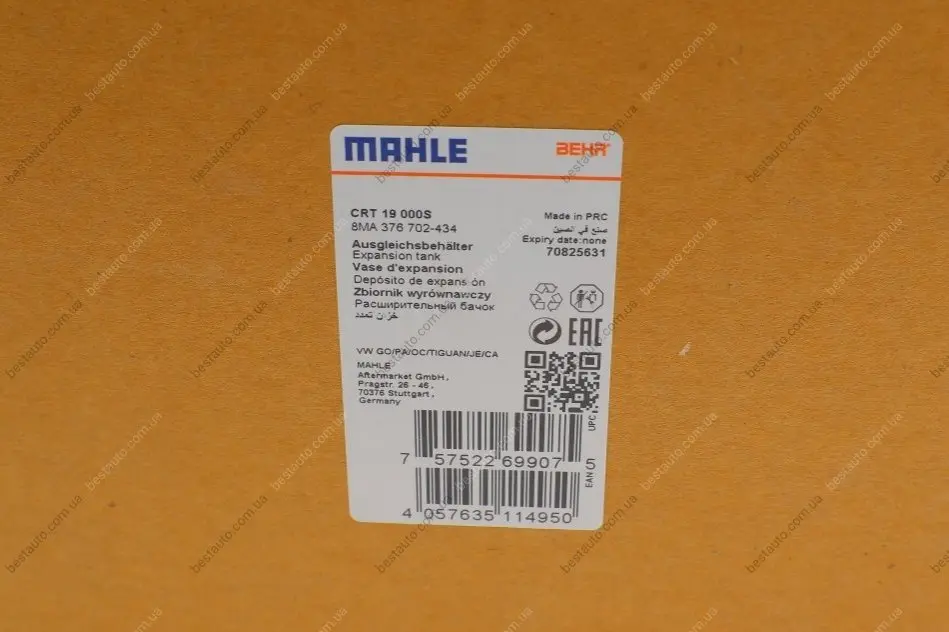 MAHLE
BEHR
CRT 19 000S
8MA 376 702-434
Ausgleichsbehälter
Expansion tank
Vase d'expansion
Depósito de expansión
Zbiornik wyrównawczy
Расширительный бачок
خزان تمدد
Made in PRC
صنع في الصين
Expiry date:none
70825631
EAC
VW GO/PA/OC/TIGUAN/JE/CA
MAHLE
Aftermarket GmbH,
Pragstr. 26 - 46,
70376 Stuttgart,
Germany
UPC
7 57522 69907 5
EAN
4 057635 114950
bestauto.com.ua